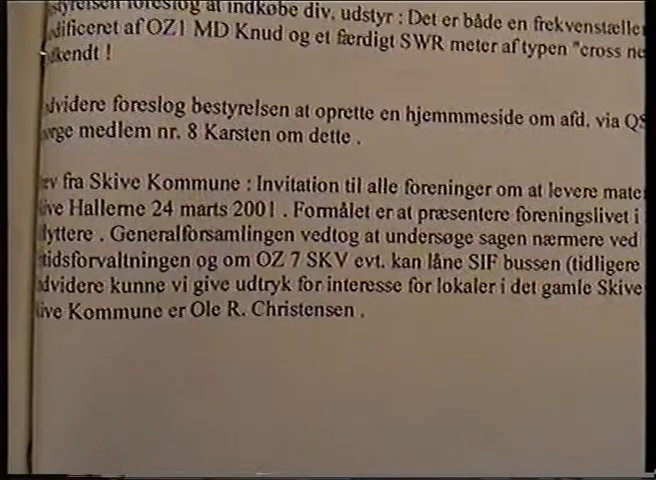 foreslog at indkøbe div. udstyr : Det er både en frekvenstæller
dificeret af OZ1 MD Knud og et færdigt SWR meter af typen "cross ne
kendt !
dvidere foreslog bestyrelsen at oprette en hjemmmeside om afd. via QS
ørge medlem nr. 8 Karsten om dette .
ev fra Skive Kommune : Invitation til alle foreninger om at levere mate
ive Hallerne 24 marts 2001 . Formålet er at præsentere foreningslivet i
lyttere . Generalforsamlingen vedtog at undersøge sagen nærmere ved
tidsforvaltningen og om OZ 7 SKV evt. kan låne SIF bussen (tidligere
dvidere kunne vi give udtryk for interesse for lokaler i det gamle Skive
ive Kommune er Ole R. Christensen .